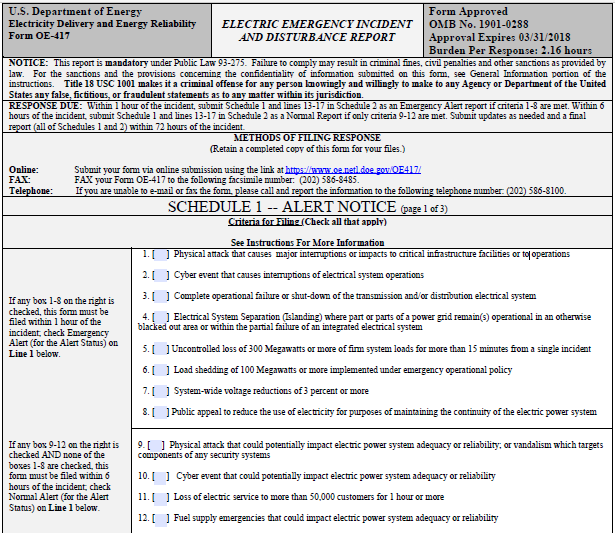 U.S. Department of Energy
Electricity Delivery and Energy Reliability
Form OE-417
ELECTRIC EMERGENCY INCIDENT
AND DISTURBANCE REPORT
Form Approved
OMB No. 1901-0288
Approval Expires 03/31/2018
Burden Per Response: 2.16 hours
NOTICE: This report is mandatory under Public Law 93-275. Failure to comply may result in criminal fines, civil penalties and other sanctions as provided by
law. For the sanctions and the provisions concerning the confidentiality of information submitted on this form, see General Information portion of the
instructions. Title 18 USC 1001 makes it a criminal offense for any person knowingly and willingly to make to any Agency or Department of the United
States any false, fictitious, or fraudulent statements as to any matter within its jurisdiction.
RESPONSE DUE: Within 1 hour of the incident, submit Schedule 1 and lines 13-17 in Schedule 2 as an Emergency Alert report if criteria 1-8 are met. Within 6
hours of the incident, submit Schedule 1 and lines 13-17 in Schedule 2 as a Normal Report if only criteria 9-12 are met. Submit updates as needed and a final
report (all of Schedules 1 and 2) within 72 hours of the incident.
METHODS OF FILING RESPONSE
(Retain a completed copy of this form for your files.)
Online: Submit your form via online submission using the link at https://www.oe.netl.doe.gov/OE417/
FAX: FAX your Form OE-417 to the following facsimile number: (202) 586-8485.
Telephone: If you are unable to e-mail or fax the form, please call and report the information to the following telephone number: (202) 586-8100.
SCHEDULE 1 -- ALERT NOTICE (page 1 of 3)
Criteria for Filing (Check all that apply)
See Instructions For More Information
If any box 1-8 on the right is
checked, this form must be
filed within 1 hour of the
incident; check Emergency
Alert (for the Alert Status) on
Line 1 below.
1. [ ] Physical attack that causes major interruptions or impacts to critical infrastructure facilities or to operations
2. [ ] Cyber event that causes interruptions of electrical system operations
3. [ ] Complete operational failure or shut-down of the transmission and/or distribution electrical system
4. [ ] Electrical System Separation (Islanding) where part or parts of a power grid remain(s) operational in an otherwise
blacked out area or within the partial failure of an integrated electrical system
5. [ ] Uncontrolled loss of 300 Megawatts or more of firm system loads for more than 15 minutes from a single incident
6. [ ] Load shedding of 100 Megawatts or more implemented under emergency operational policy
7. [ ] System-wide voltage reductions of 3 percent or more
8. [ ] Public appeal to reduce the use of electricity for purposes of maintaining the continuity of the electric power system
If any box 9-12 on the right is
checked AND none of the
boxes 1-8 are checked, this
form must be filed within 6
hours of the incident; check
Normal Alert (for the Alert
Status) on Line 1 below.
9. [ ] Physical attack that could potentially impact electric power system adequacy or reliability; or vandalism which targets
components of any security systems
10. [ ] Cyber event that could potentially impact electric power system adequacy or reliability
11. [ ] Loss of electric service to more than 50,000 customers for 1 hour or more
12. [ ] Fuel supply emergencies that could impact electric power system adequacy or reliability